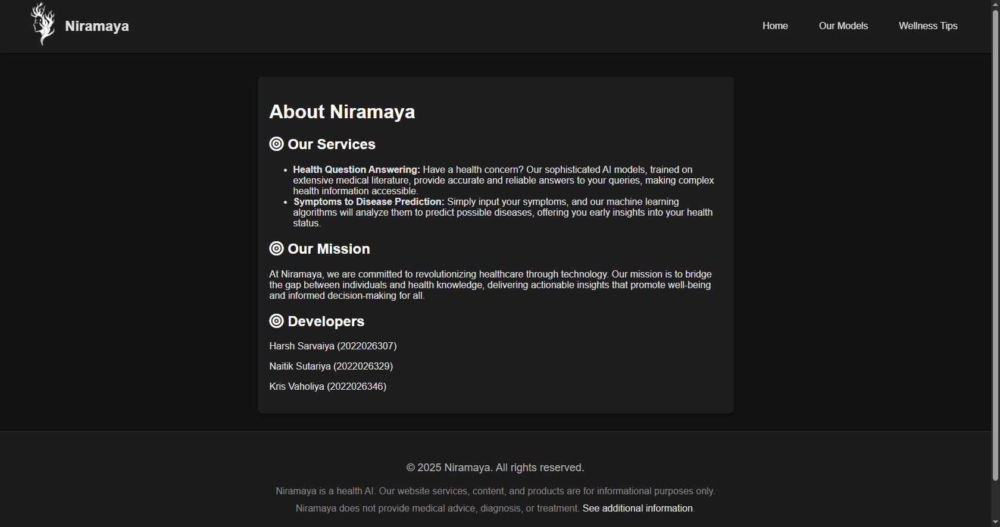 Niramaya
Home
Our Models
Wellness Tips
About Niramaya
Our Services
• Health Question Answering: Have a health concern? Our sophisticated AI models, trained on
extensive medical literature, provide accurate and reliable answers to your queries, making complex
health information accessible.
• Symptoms to Disease Prediction: Simply input your symptoms, and our machine learning
algorithms will analyze them to predict possible diseases, offering you early insights into your health
status.
Our Mission
At Niramaya, we are committed to revolutionizing healthcare through technology. Our mission is to bridge
the gap between individuals and health knowledge, delivering actionable insights that promote well-being
and informed decision-making for all.
Developers
Harsh Sarvaiya (2022026307)
Naitik Sutariya (2022026329)
Kris Vaholiya (2022026346)
© 2025 Niramaya. All rights reserved.
Niramaya is a health AI. Our website services, content, and products are for informational purposes only.
Niramaya does not provide medical advice, diagnosis, or treatment. See additional information.